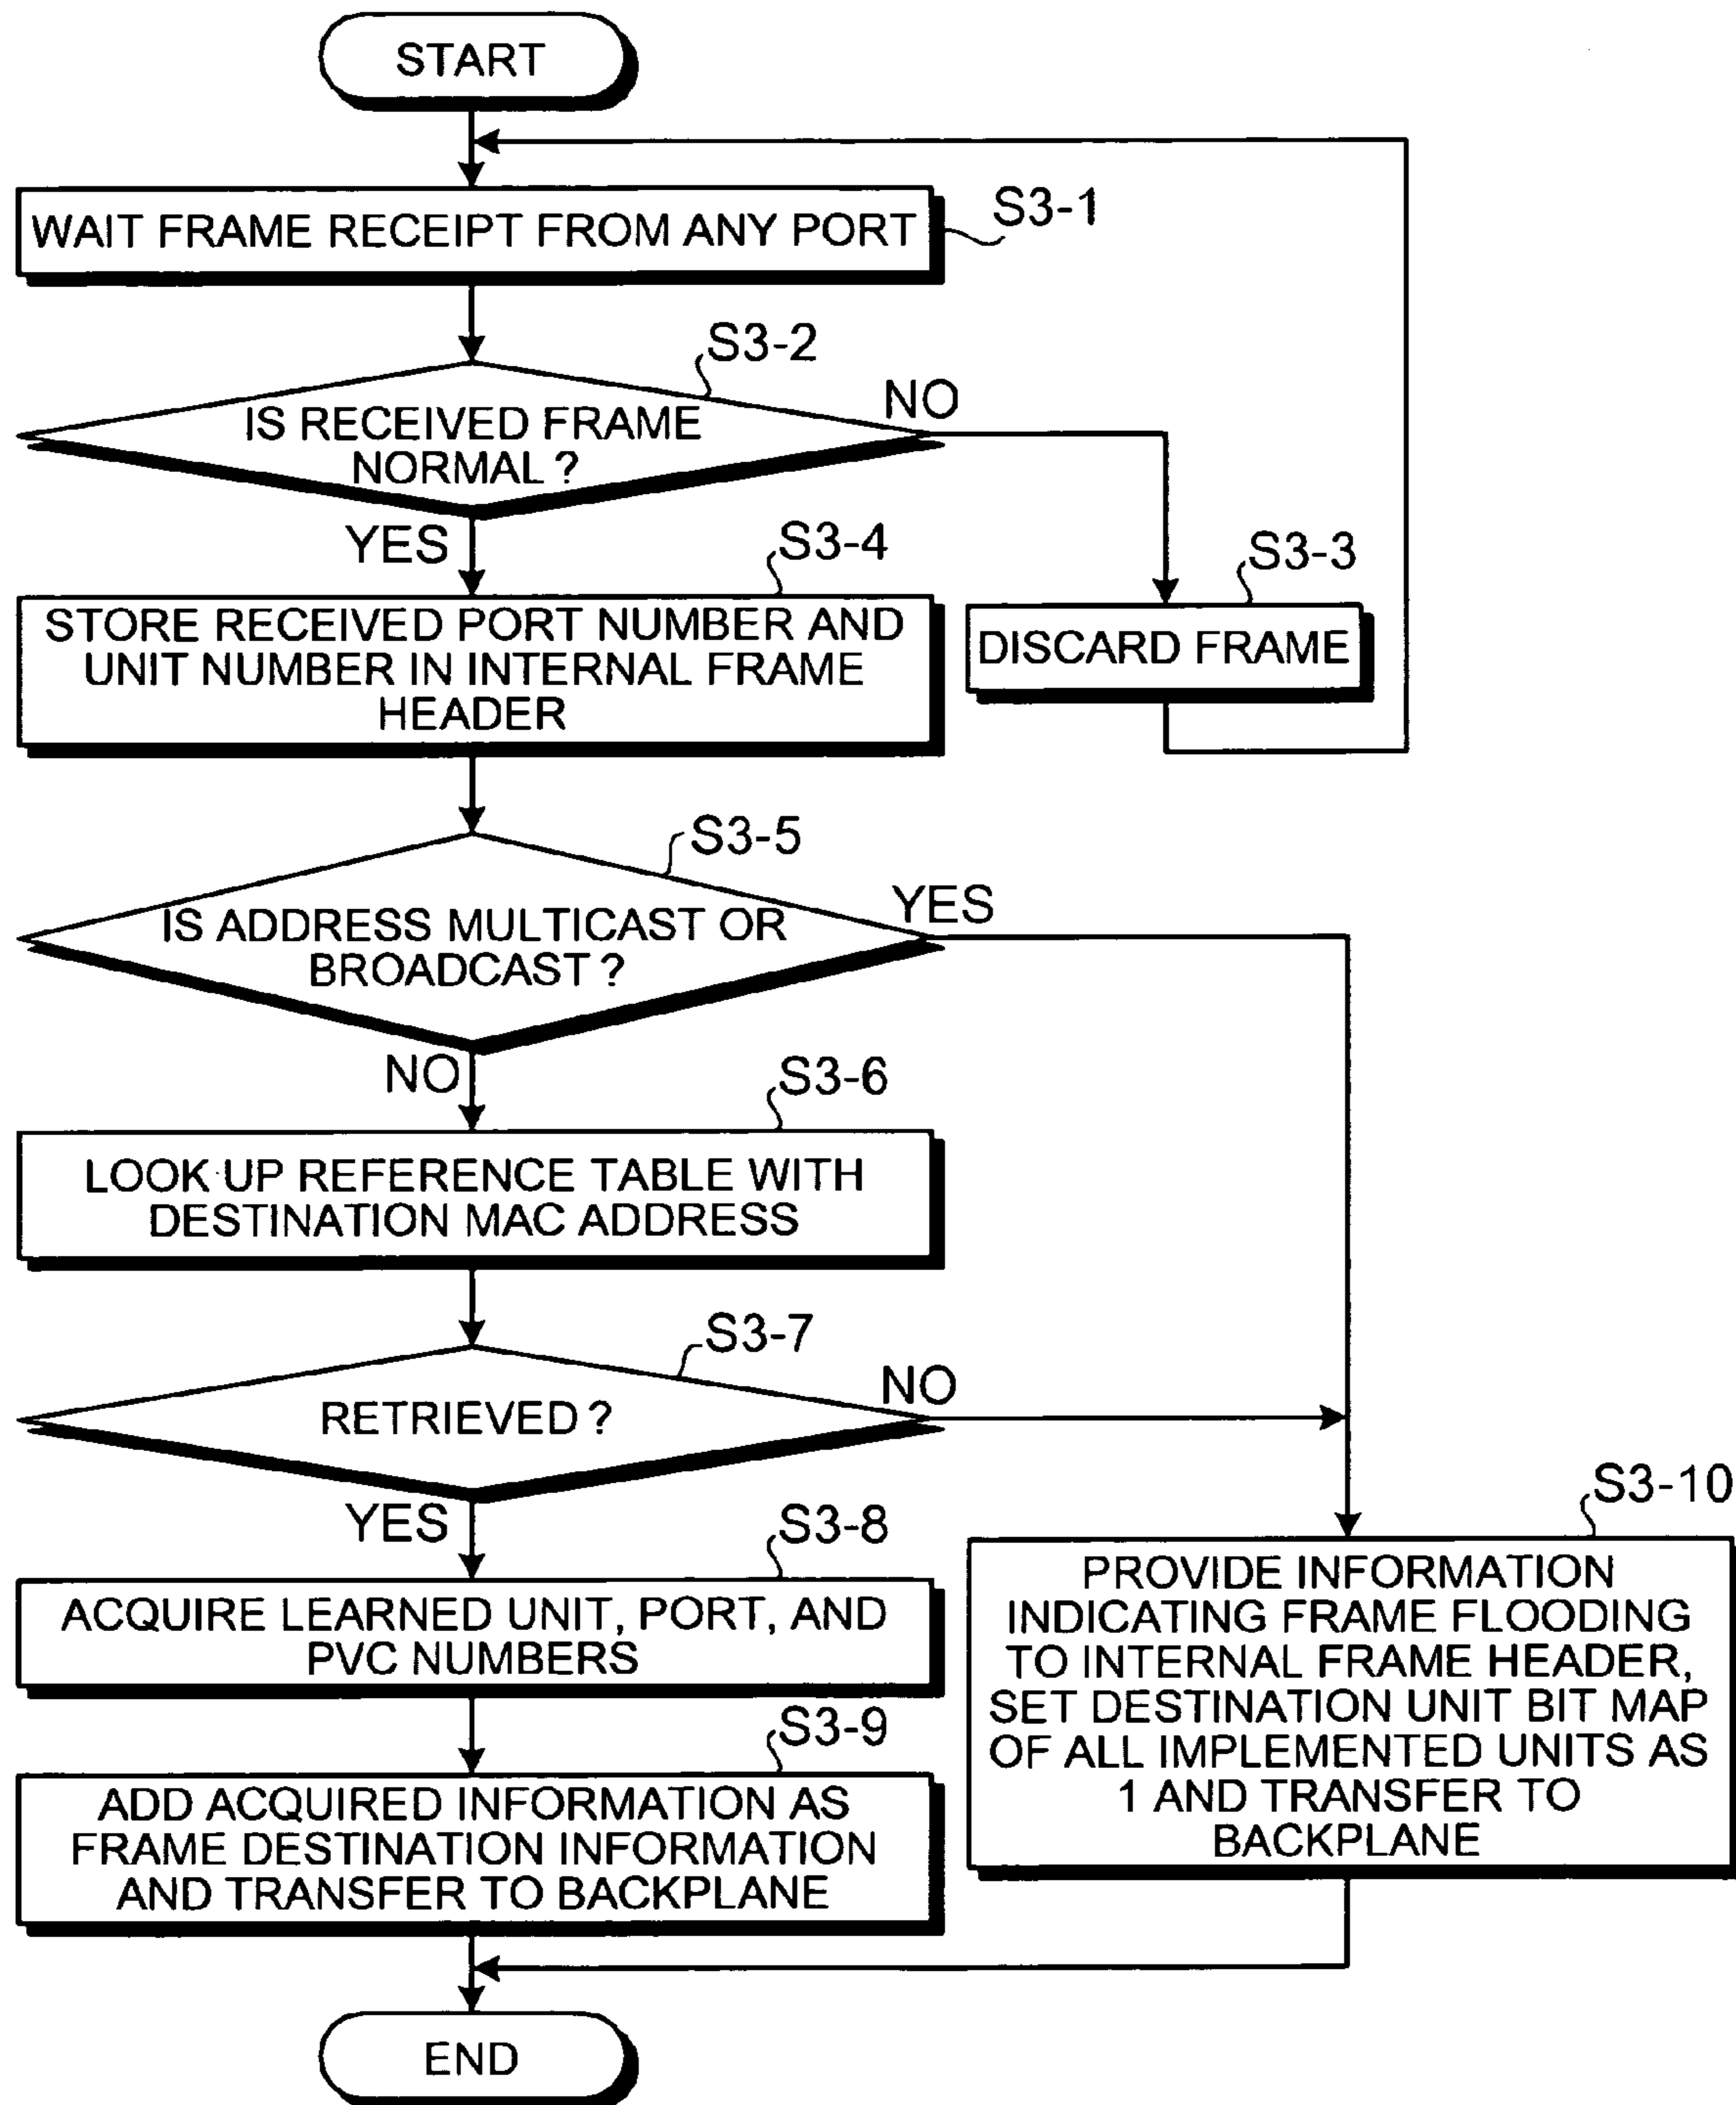 START
WAIT FRAME RECEIPT FROM ANY PORT
S3-1
S3-2
IS RECEIVED FRAME
NORMAL ?
NO
YES
S3-4
STORE RECEIVED PORT NUMBER AND
UNIT NUMBER IN INTERNAL FRAME
HEADER
S3-3
DISCARD FRAME
S3-5
IS ADDRESS MULTICAST OR
BROADCAST ?
YES
NO
S3-6
LOOK UP REFERENCE TABLE WITH
DESTINATION MAC ADDRESS
S3-7
RETRIEVED ?
NO
YES
S3-8
ACQUIRE LEARNED UNIT, PORT, AND
PVC NUMBERS
S3-9
ADD ACQUIRED INFORMATION AS
FRAME DESTINATION INFORMATION
AND TRANSFER TO BACKPLANE
S3-10
PROVIDE INFORMATION
INDICATING FRAME FLOODING
TO INTERNAL FRAME HEADER,
SET DESTINATION UNIT BIT MAP
OF ALL IMPLEMENTED UNITS AS
1 AND TRANSFER TO
BACKPLANE
END